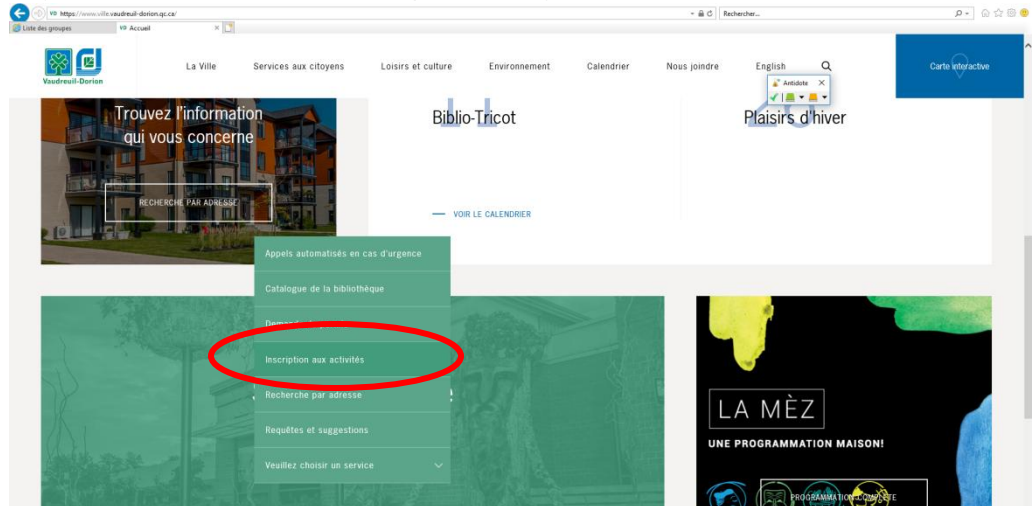 https://www.ville.vaudreuil-dorion.qc.ca/
Rechercher...
Liste des groupes
VD Accueil
Vaudreuil-Dorion
La Ville
Services aux citoyens
Loisirs et culture
Environnement
Calendrier
Nous joindre
English
Carte interactive
Antidote
Trouvez l'information
qui vous concerne
RECHERCHE PAR ADRESSE
Biblio-Tricot
Plaisirs d'hiver
VOIR LE CALENDRIER
Appels automatisés en cas d'urgence
Catalogue de la bibliothèque
Inscription aux activités
Recherche par adresse
Requêtes et suggestions
Veuillez choisir un service
LA MÈZ
UNE PROGRAMMATION MAISON!
PROGRAMMATION COMPLÈTE